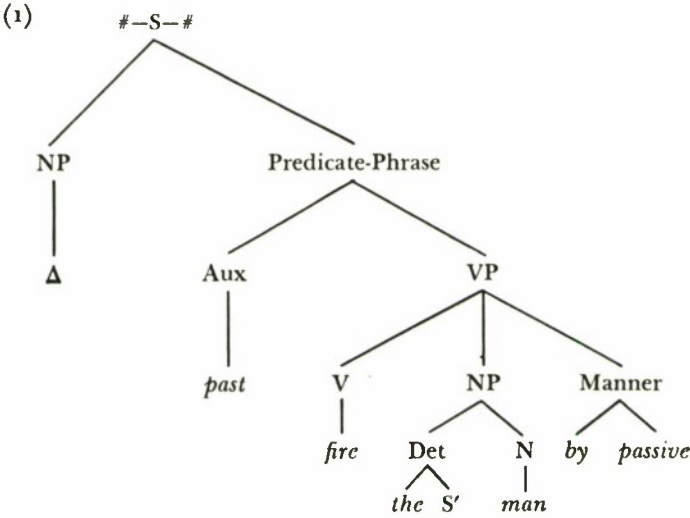 (1) #–S–#
NP Predicate-Phrase
Δ Aux VP
past V NP Manner
fire Det N by passive
the S′ man